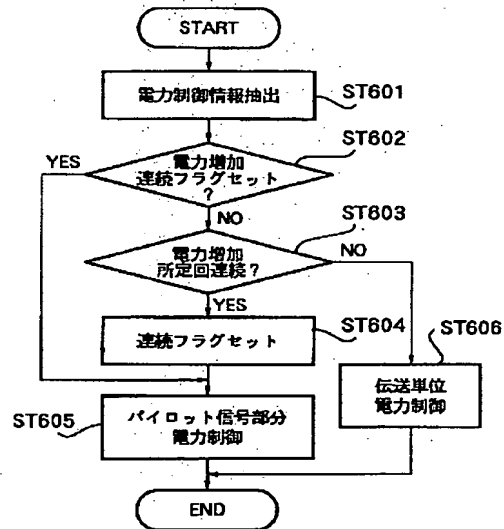 START
電力制御情報抽出
ST601
ST602
YES
電力増加
連続フラグセット
?
NO
ST603
電力増加
所定回連続?
NO
YES
連続フラグセット
ST604
ST606
伝送単位
電力制御
ST605
パイロット信号部分
電力制御
END